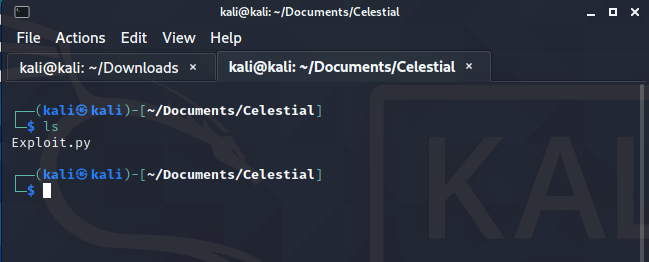 kali@kali: ~/Documents/Celestial
File Actions Edit View Help
kali@kali: ~/Downloads × kali@kali: ~/Documents/Celestial ×
┌──(kali㉿kali)-[~/Documents/Celestial]
└─$ ls
Exploit.py
┌──(kali㉿kali)-[~/Documents/Celestial]
└─$
KAL